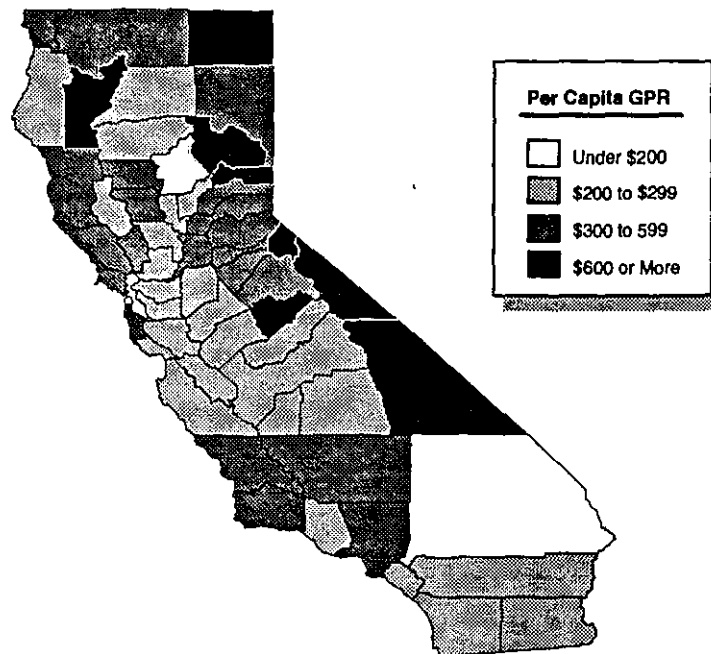 Per Capita GPR
Under $200
$200 to $299
$300 to 599
$600 or More